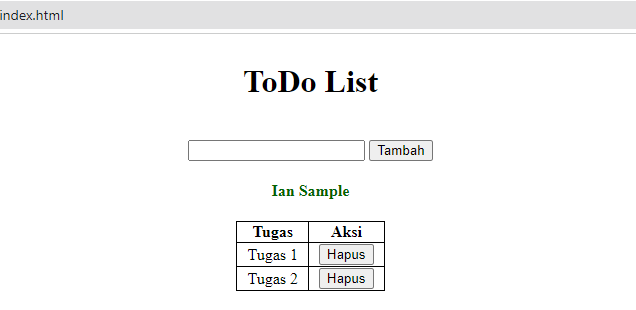 index.html
ToDo List
Tambah
Ian Sample
Tugas Aksi
Tugas 1 Hapus
Tugas 2 Hapus